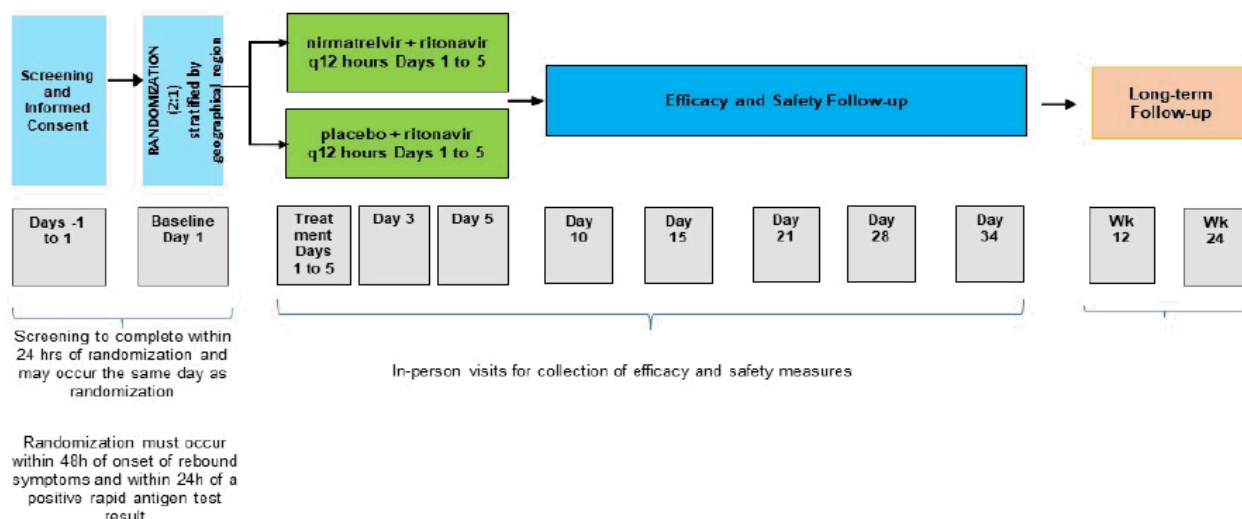 Screening
and
Informed
Consent
RANDOMIZATION
(2:1)
stratified by
geographical region
nirmatrelvir + ritonavir
q12 hours Days 1 to 5
placebo + ritonavir
q12 hours Days 1 to 5
Efficacy and Safety Follow-up
Long-term
Follow-up
Days -1
to 1
Baseline
Day 1
Treat
ment
Days
1 to 5
Day 3
Day 5
Day
10
Day
15
Day
21
Day
28
Day
34
Wk
12
Wk
24
Screening to complete within
24 hrs of randomization and
may occur the same day as
randomization
In-person visits for collection of efficacy and safety measures
Randomization must occur
within 48h of onset of rebound
symptoms and within 24h of a
positive rapid antigen test
result